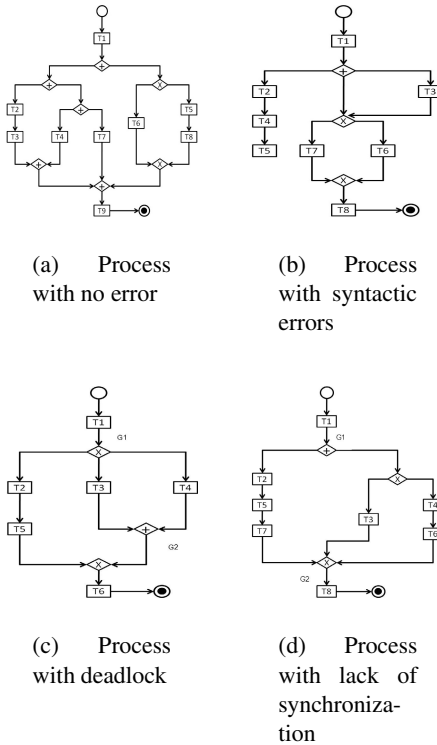 T1
+
+
X
T2
+
T5
T6
T3
T4
T7
T8
+
X
+
T9
T1
+
T2
T3
T4
X
T5
T7
T6
X
T8
(a) Process
with no error
(b) Process
with syntactic
errors
T1
G1
X
T2
T3
T4
T5
+
G2
X
T6
T1
G1
+
T2
X
T5
T4
T3
T7
T6
X
G2
T8
(c) Process
with deadlock
(d) Process
with lack of
synchroniza-
tion